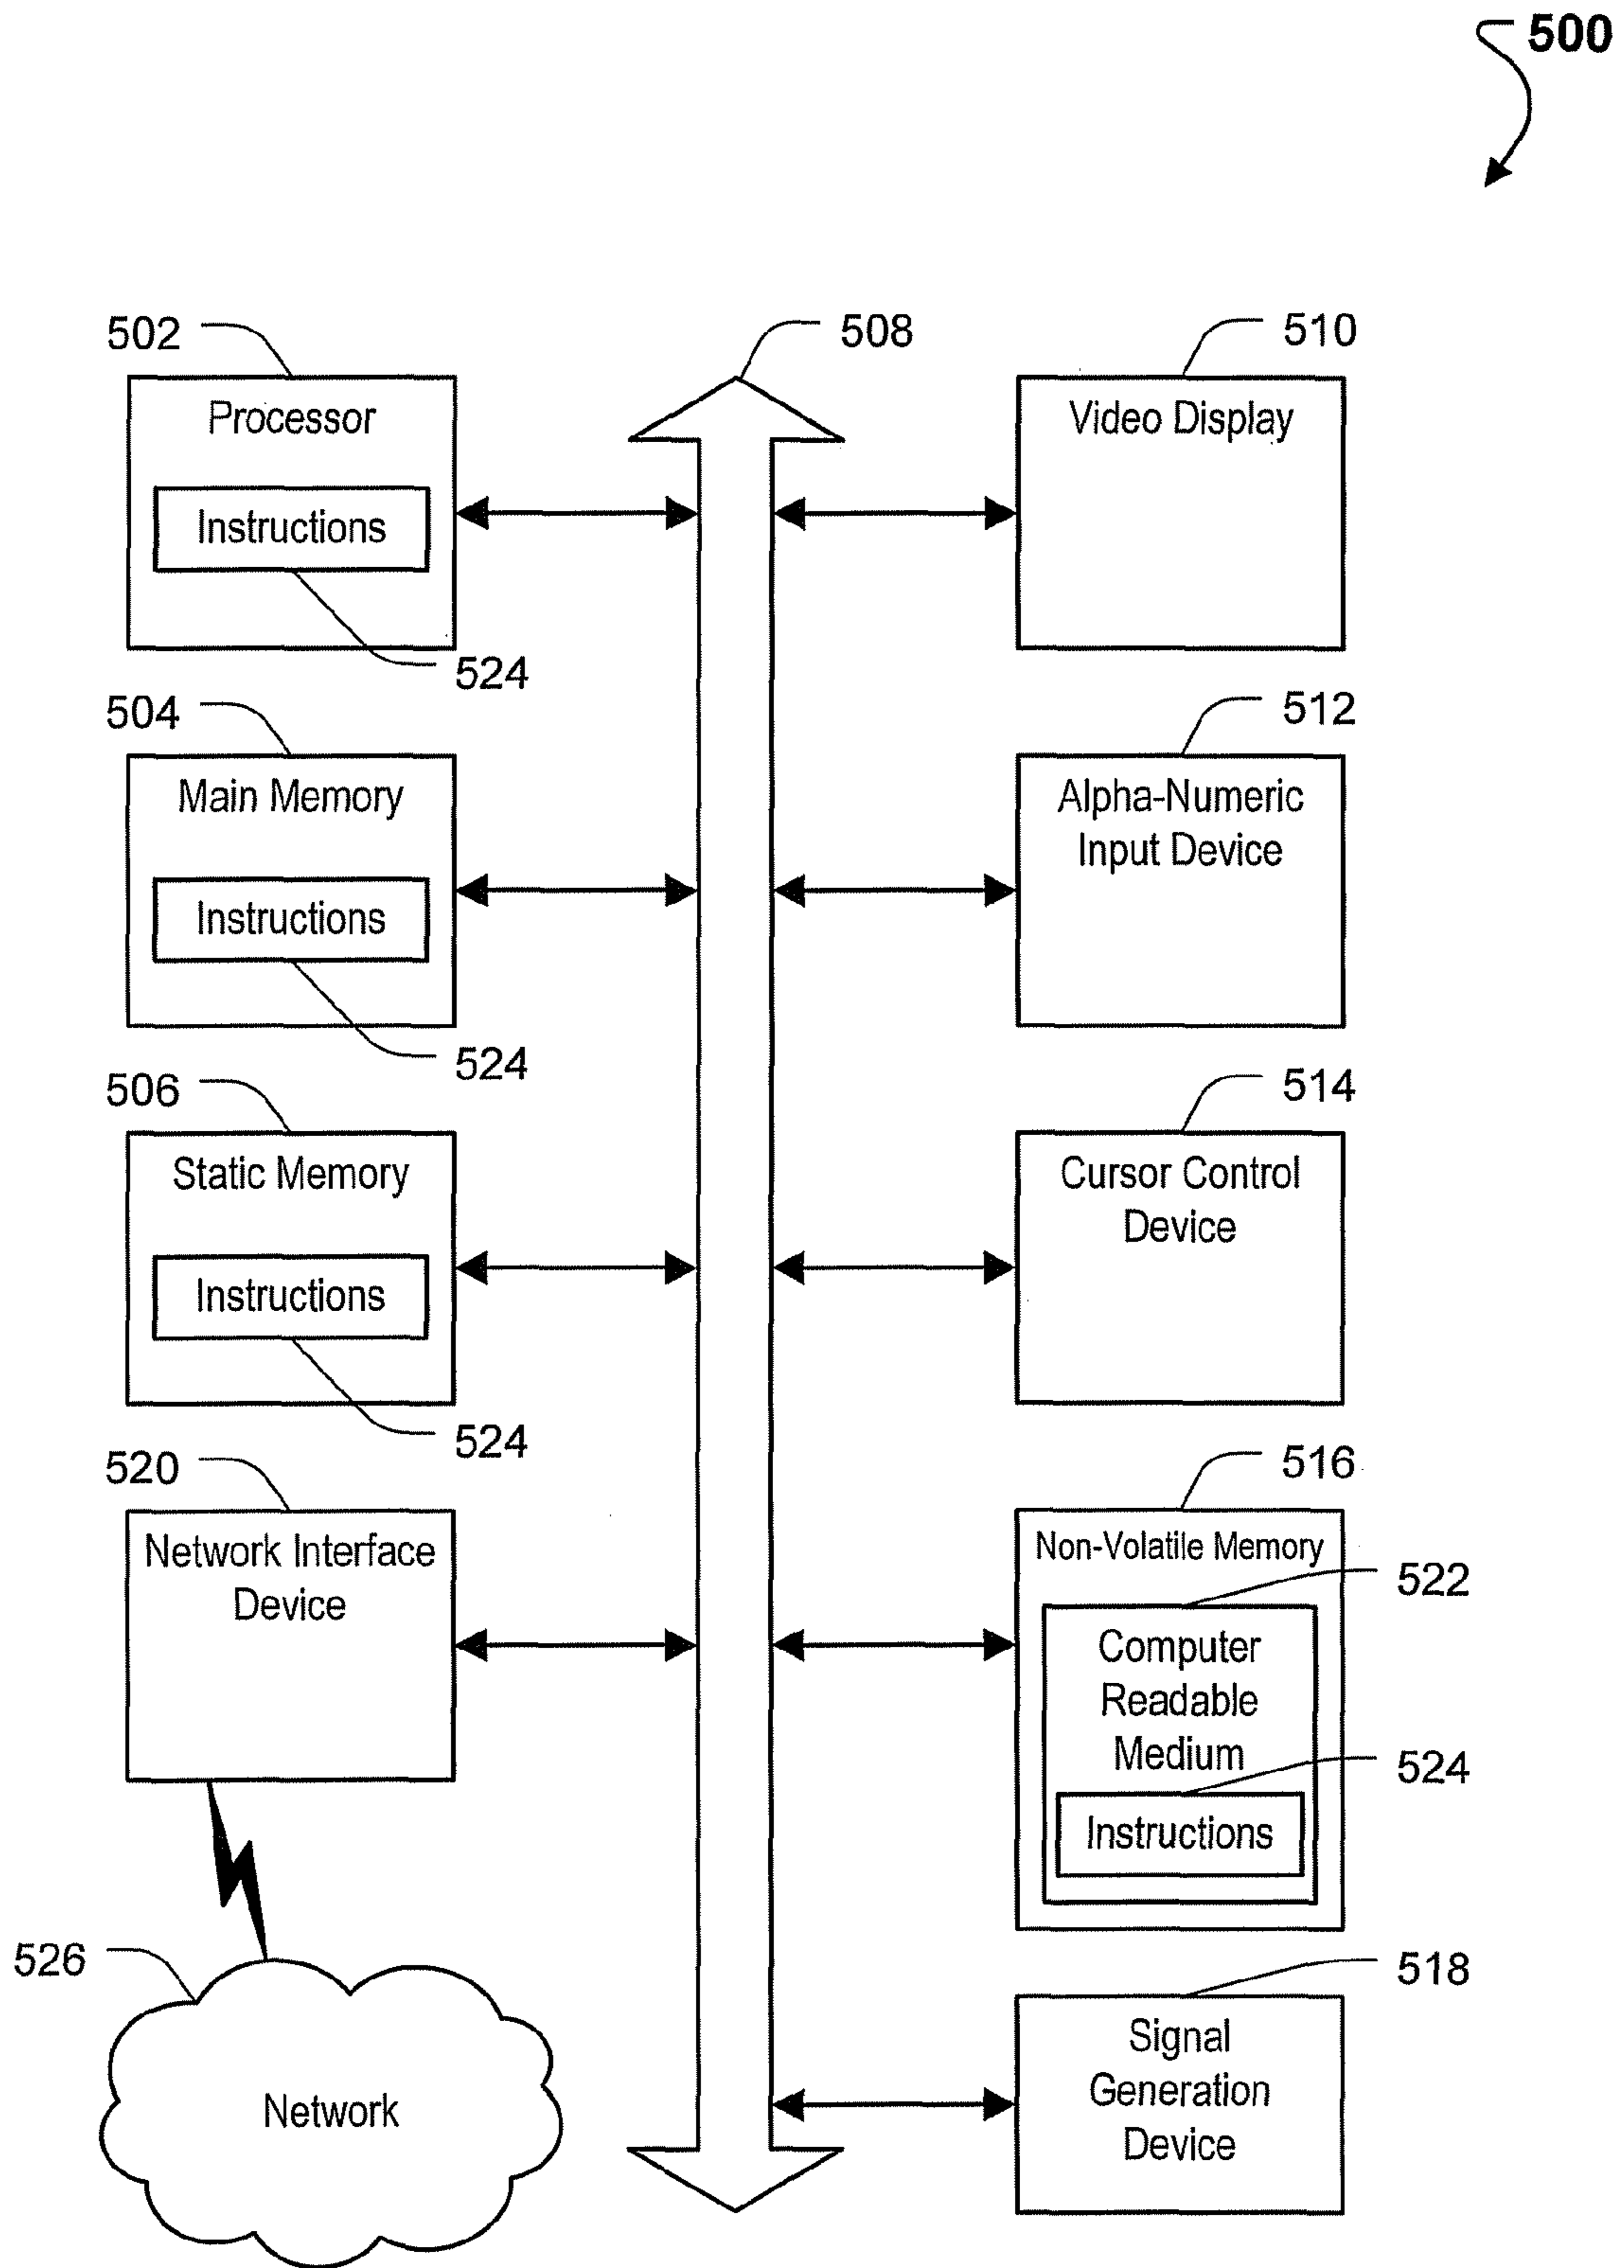 500
502
508
510
Processor
Video Display
Instructions
524
504
512
Main Memory
Alpha-Numeric
Input Device
Instructions
524
506
514
Static Memory
Cursor Control
Device
Instructions
524
520
516
Network Interface
Device
Non-Volatile Memory
522
Computer
Readable
Medium
524
Instructions
526
518
Signal
Generation
Device
Network